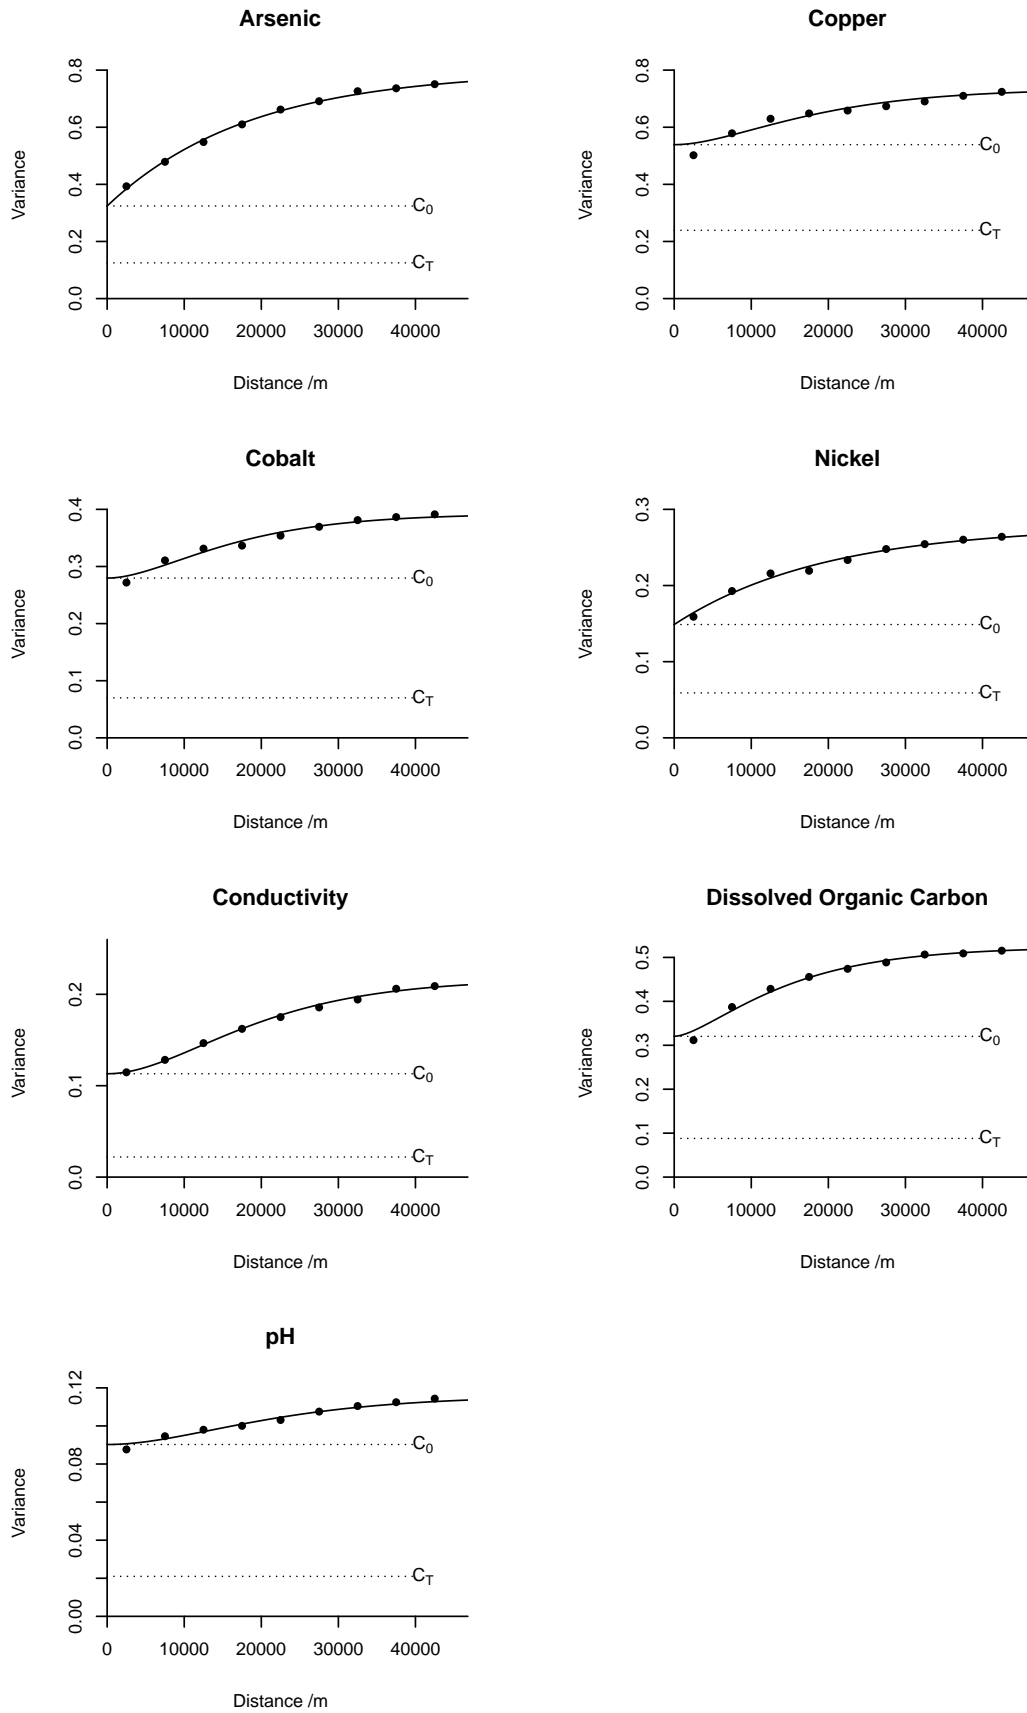 Arsenic
Variance
0.0 0.2 0.4 0.6 0.8
C0
CT
0 10000 20000 30000 40000
Distance /m
Copper
Variance
0.0 0.2 0.4 0.6 0.8
C0
CT
0 10000 20000 30000 40000
Distance /m
Cobalt
Variance
0.0 0.1 0.2 0.3 0.4
C0
CT
0 10000 20000 30000 40000
Distance /m
Nickel
Variance
0.0 0.1 0.2 0.3
C0
CT
0 10000 20000 30000 40000
Distance /m
Conductivity
Variance
0.0 0.1 0.2
C0
CT
0 10000 20000 30000 40000
Distance /m
Dissolved Organic Carbon
Variance
0.0 0.1 0.2 0.3 0.4 0.5
C0
CT
0 10000 20000 30000 40000
Distance /m
pH
Variance
0.00 0.04 0.08 0.12
C0
CT
0 10000 20000 30000 40000
Distance /m